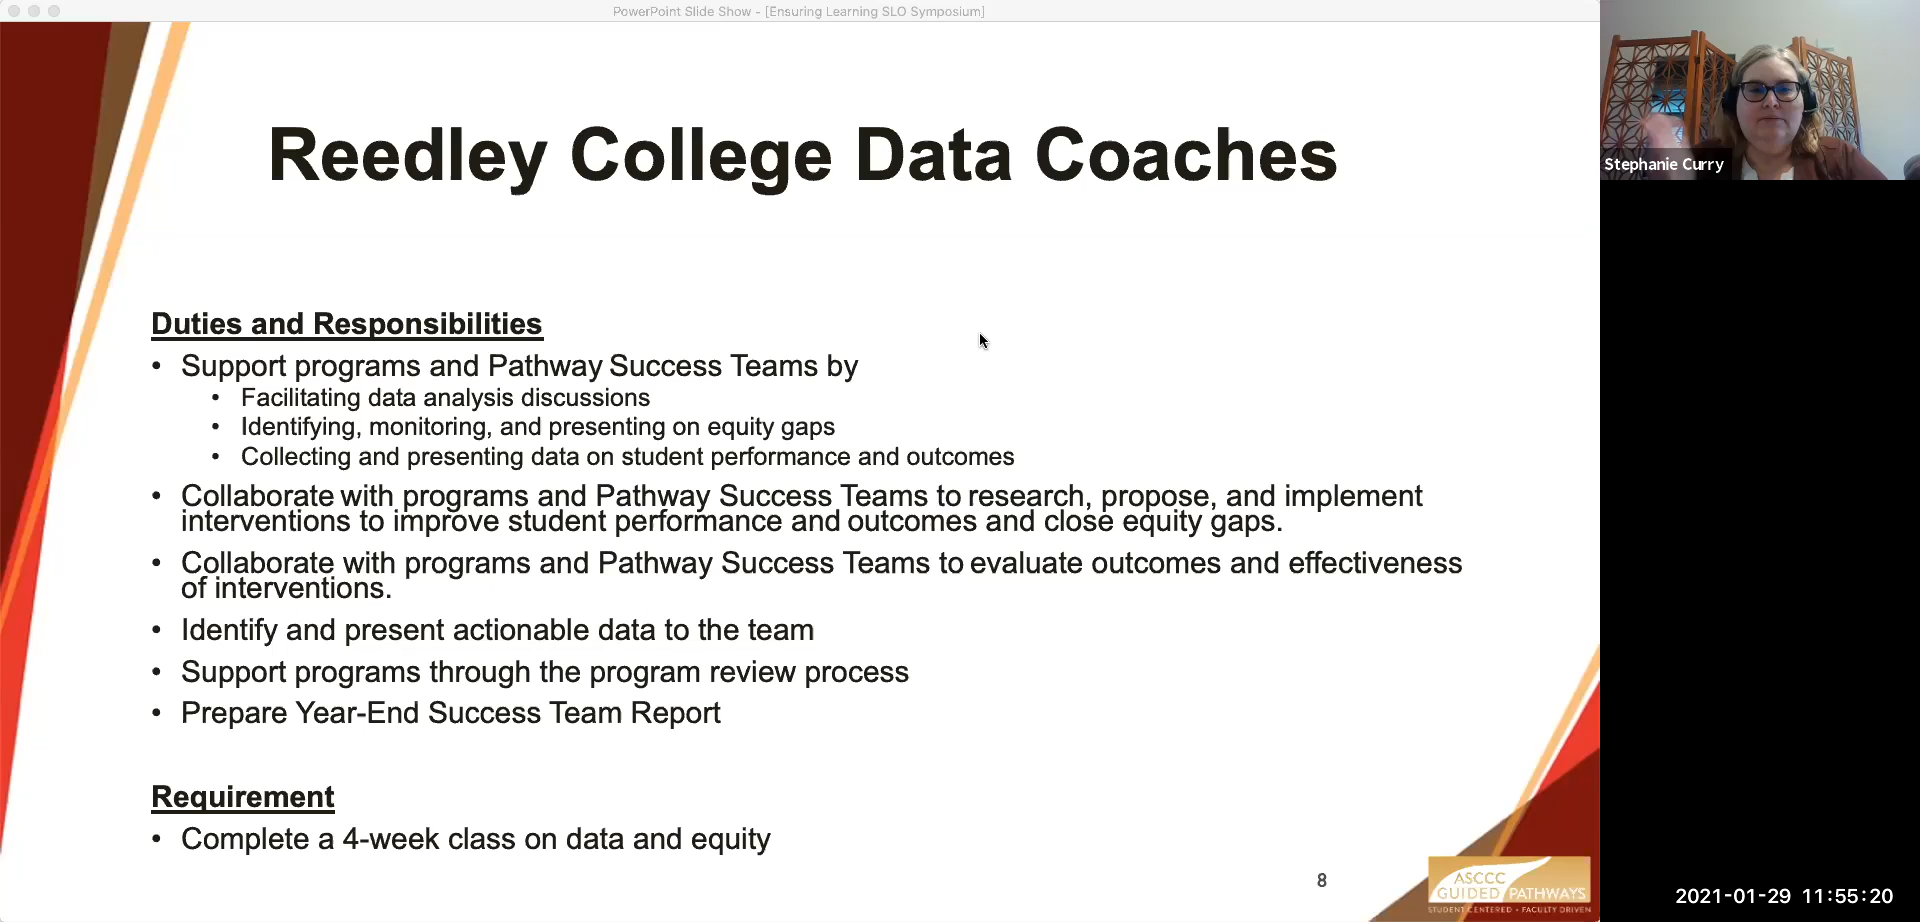 PowerPoint Slide Show - [Ensuring Learning SLO Symposium]
Reedley College Data Coaches
Stephanie Curry
Duties and Responsibilities
• Support programs and Pathway Success Teams by
• Facilitating data analysis discussions
• Identifying, monitoring, and presenting on equity gaps
• Collecting and presenting data on student performance and outcomes
• Collaborate with programs and Pathway Success Teams to research, propose, and implement
interventions to improve student performance and outcomes and close equity gaps.
• Collaborate with programs and Pathway Success Teams to evaluate outcomes and effectiveness
of interventions.
• Identify and present actionable data to the team
• Support programs through the program review process
• Prepare Year-End Success Team Report
Requirement
• Complete a 4-week class on data and equity
8
ASCCC
GUIDED PATHWAYS
STUDENT CENTERED • FACULTY DRIVEN
2021-01-29 11:55:20